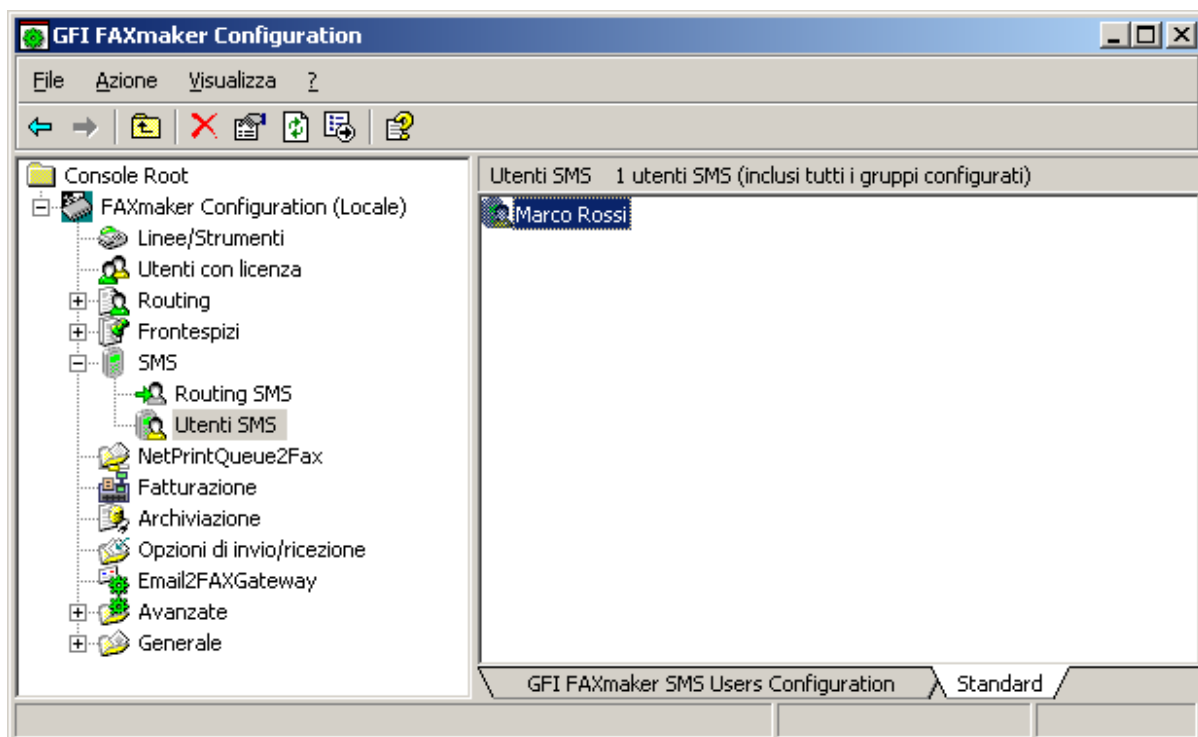 GFI FAXmaker Configuration
File Azione Visualizza ?
Console Root
FAXmaker Configuration (Locale)
Linee/Strumenti
Utenti con licenza
Routing
Frontespizi
SMS
Routing SMS
Utenti SMS
NetPrintQueue2Fax
Fatturazione
Archiviazione
Opzioni di invio/ricezione
Email2FAXGateway
Avanzate
Generale
Utenti SMS 1 utenti SMS (inclusi tutti i gruppi configurati)
Marco Rossi
GFI FAXmaker SMS Users Configuration Standard